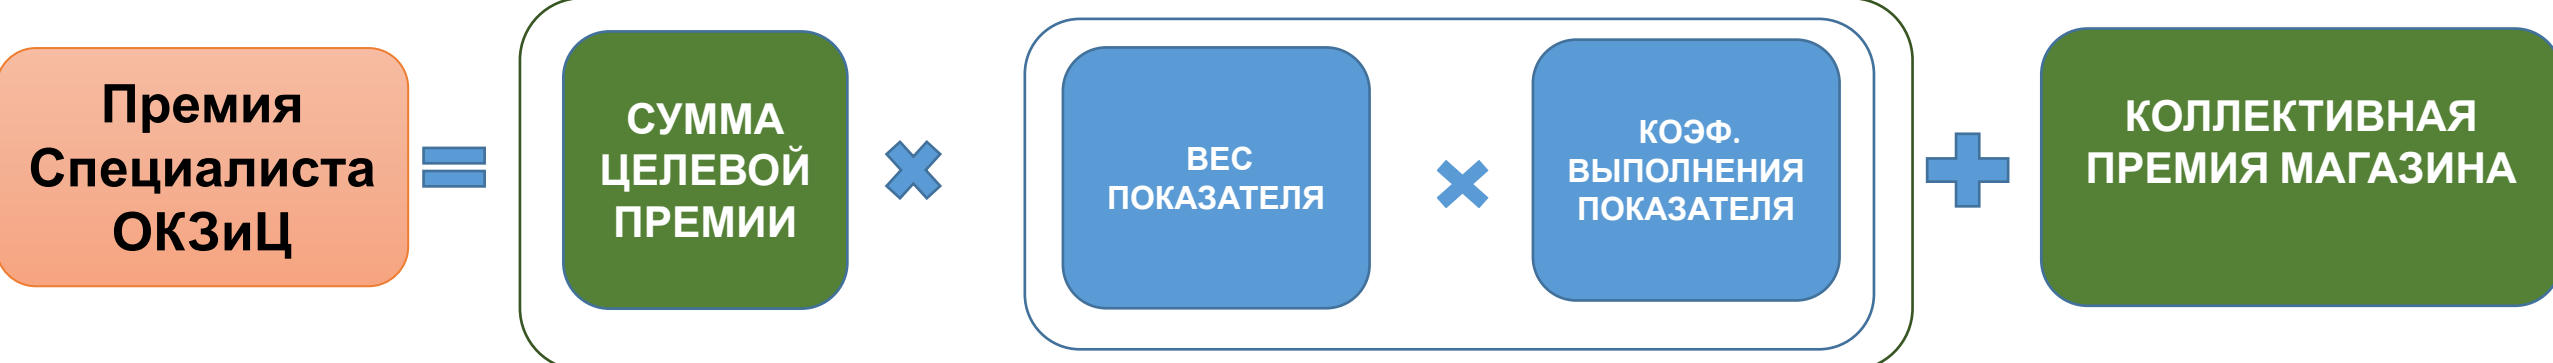 Премия
Специалиста
ОКЗиЦ
СУММА
ЦЕЛЕВОЙ
ПРЕМИИ
ВЕС
ПОКАЗАТЕЛЯ
КОЭФ.
ВЫПОЛНЕНИЯ
ПОКАЗАТЕЛЯ
КОЛЛЕКТИВНАЯ
ПРЕМИЯ МАГАЗИНА